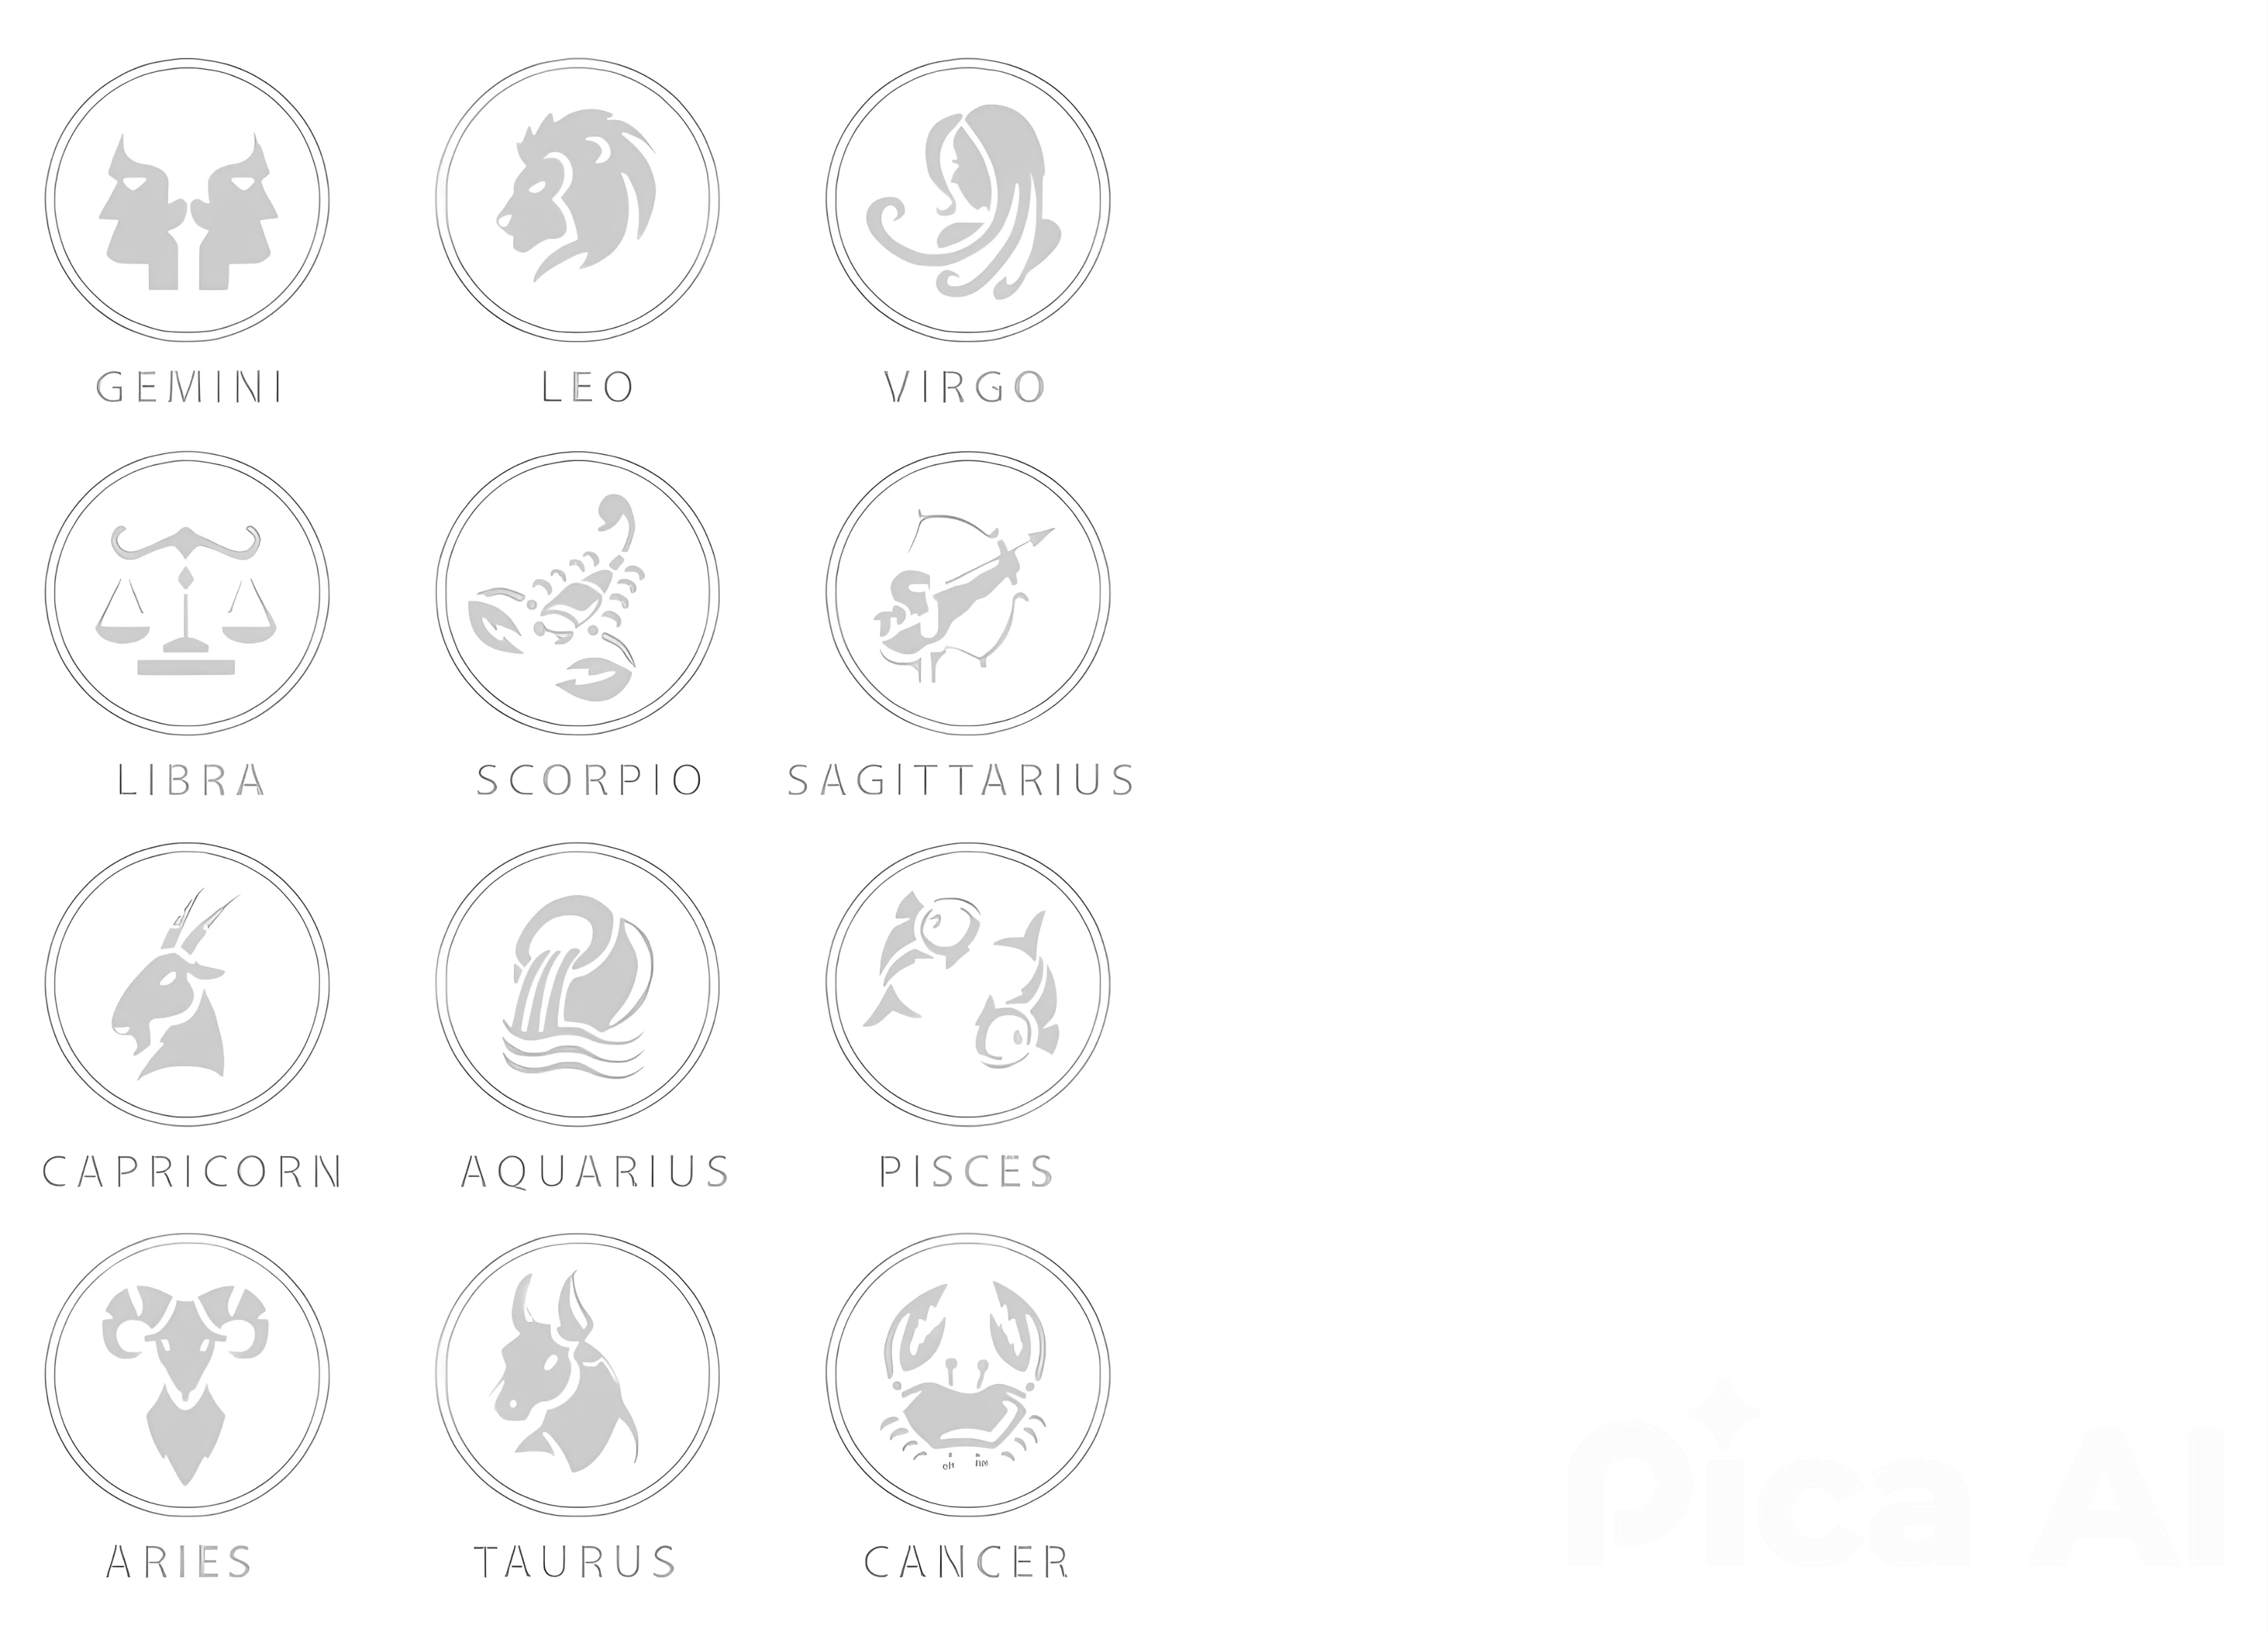 GEMINI LEO VIRGO
LIBRA SCORPIO SAGITTARIUS
CAPRICORN AQUARIUS PISCES
ARIES TAURUS CANCER
Pica AI